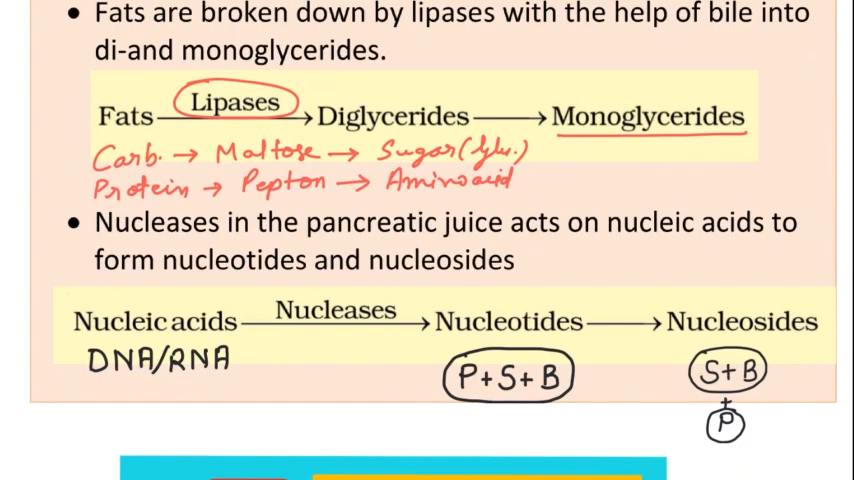 • Fats are broken down by lipases with the help of bile into
di-and monoglycerides.
Fats Lipases → Diglycerides → Monoglycerides
Carb. → Maltose → Sugar (Glu.)
Protein → Pepton → Amino acid
• Nucleases in the pancreatic juice acts on nucleic acids to
form nucleotides and nucleosides
Nucleic acids Nucleases → Nucleotides → Nucleosides
DNA/RNA P+S+B S+B
+
P